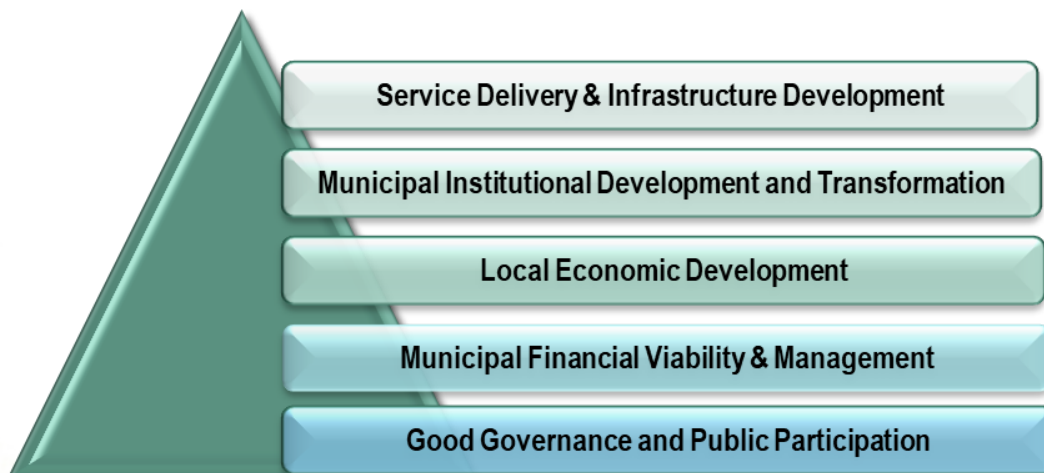 Service Delivery & Infrastructure Development
Municipal Institutional Development and Transformation
Local Economic Development
Municipal Financial Viability & Management
Good Governance and Public Participation